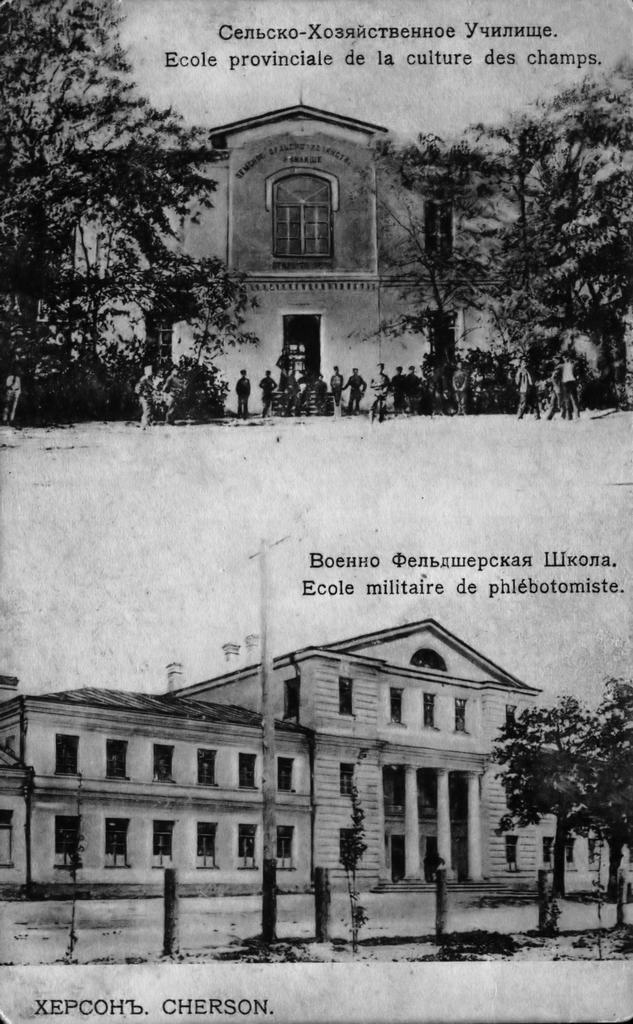 Сельско-Хозяйственное Училище.
Ecole provinciale de la culture des champs.
Военно Фельдшерская Школа.
Ecole militaire de phlébotomiste.
ХЕРСОНЪ. CHERSON.